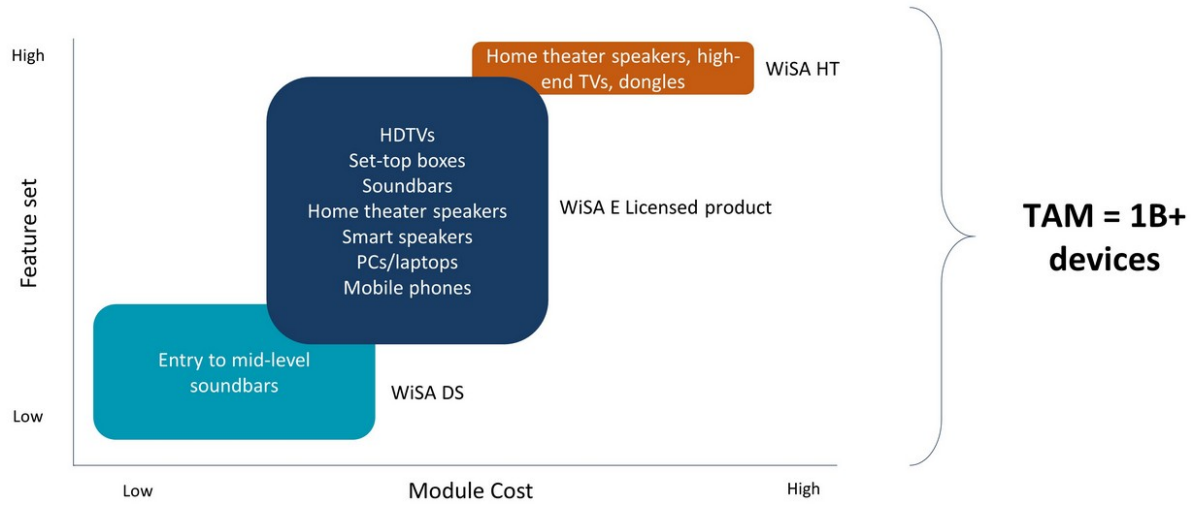 High
Home theater speakers, high-
end TVs, dongles
WiSA HT
HDTVs
Set-top boxes
Soundbars
Home theater speakers
Smart speakers
PCs/laptops
Mobile phones
WiSA E Licensed product
Feature set
TAM = 1B+
devices
Entry to mid-level
soundbars
WiSA DS
Low
Low
Module Cost
High